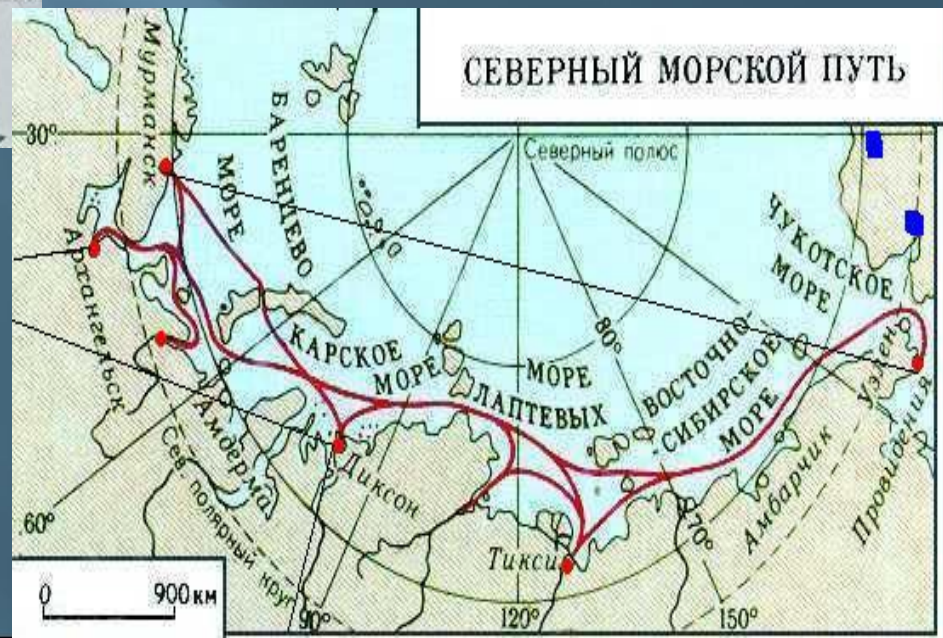 СЕВЕРНЫЙ МОРСКОЙ ПУТЬ
Мурманск
БАРЕНЦЕВО
МОРЕ
30°
Северный полюс
ЧУКОТСКОЕ
МОРЕ
Архангельск
КАРСКОЕ
МОРЕ
80°
МОРЕ
ЛАПТЕВЫХ
ВОСТОЧНО-
СИБИРСКОЕ
МОРЕ
Уэлен
Провидения
Амбарчик
Амдерма
Диксон
Сев. полярный круг
Тикси
70°
60°
90°
120°
150°
0 900 км